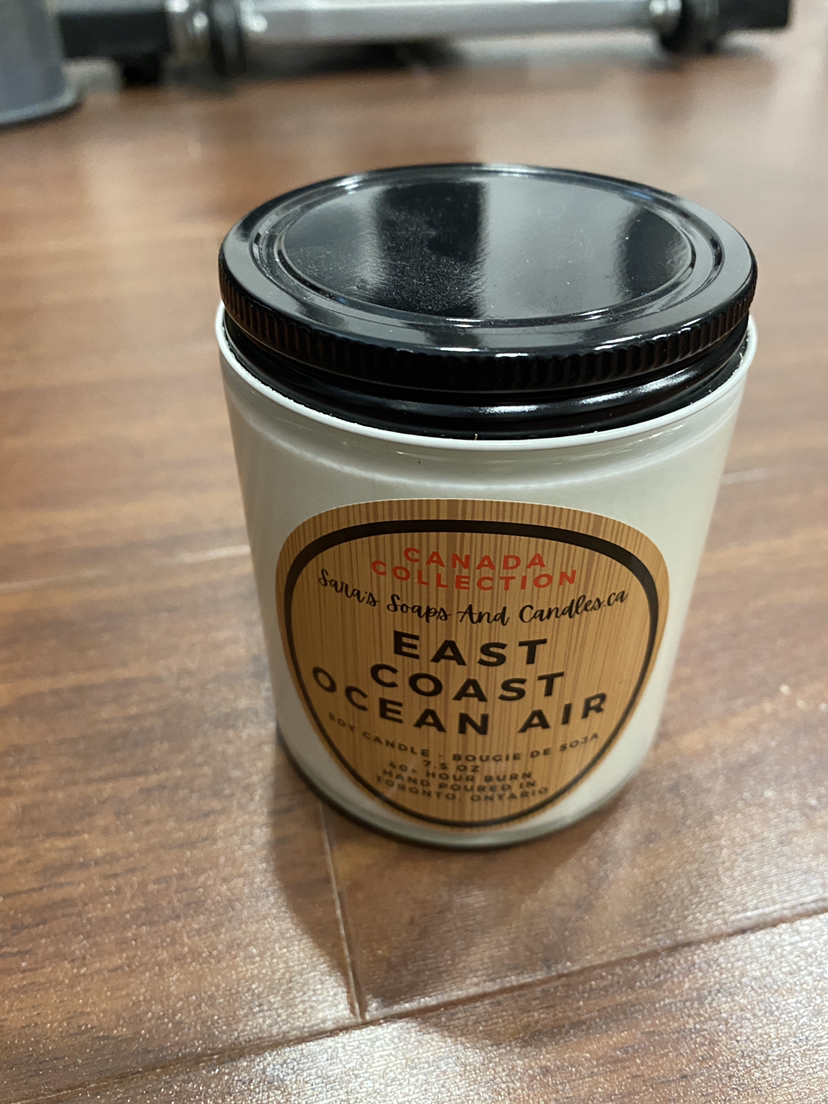 CANADA
COLLECTION
Sara's Soaps And Candles.ca
EAST
COAST
OCEAN AIR
SOY CANDLE - BOUGIE DE SOJA
7.5 OZ
40+ HOUR BURN
HAND POURED IN
TORONTO, ONTARIO